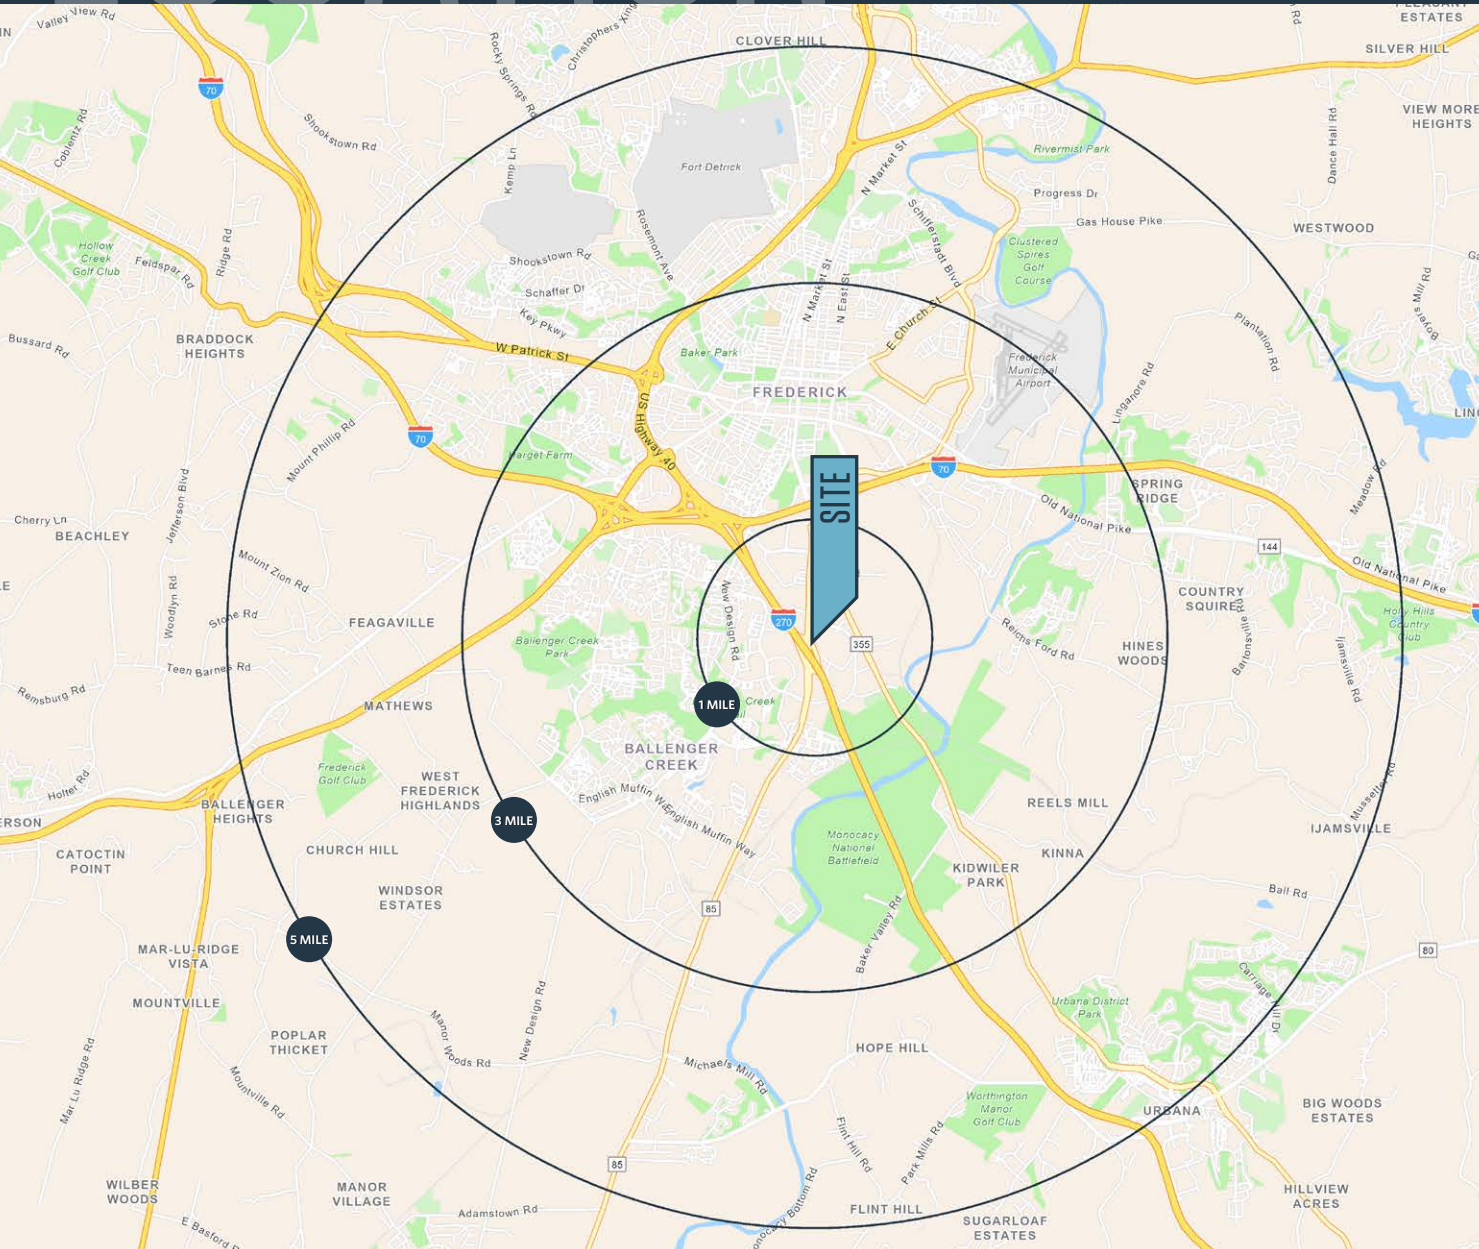 Valley View Rd
CLOVER HILL
ESTATES
SILVER HILL
70
Rocky Springs Rd
Christophers Xing
Rd
Coblentz Rd
Shookstown Rd
Kemp Ln
Fort Detrick
N Market St
Rivermist Park
Dance Hall Rd
VIEW MORE
HEIGHTS
Progress Dr
Gas House Pike
WESTWOOD
Hollow
Creek
Golf Club
Feldspar Rd
Ridge Rd
Shookstown Rd
Rosemont Ave
Schifferstadt Blvd
Clustered
Spires
Golf
Course
Schaffer Dr
Key Pkwy
N Market St
N East St
E Church St
Boyers Mill Rd
Plantation Rd
Bussard Rd
BRADDOCK
HEIGHTS
W Patrick St
Baker Park
FREDERICK
Frederick
Municipal
Airport
Linganore Rd
US Highway 40
Mount Phillip Rd
70
Harget Farm
70
SITE
SPRING
RIDGE
Meadow Rd
Old National Pike
144
Old National Pike
Cherry Ln
BEACHLEY
Jefferson Blvd
Mount Zion Rd
Woodlyn Rd
Stone Rd
FEAGAVILLE
Teen Barnes Rd
Remsburg Rd
MATHEWS
Ballenger Creek
Park
New Design Rd
270
355
Reichs Ford Rd
COUNTRY
SQUIRE
HINES
WOODS
Bartonsville Rd
Holly Hills
Country
Club
Ijamsville Rd
1 MILE
Creek
BALLENGER
CREEK
Frederick
Golf Club
WEST
FREDERICK
HIGHLANDS
Holter Rd
BALLENGER
HEIGHTS
3 MILE
English Muffin Way
English Muffin Way
Monocacy
National
Battlefield
REELS MILL
Mussetter Rd
IJAMSVILLE
CATOCTIN
POINT
CHURCH HILL
KIDWILER
PARK
KINNA
WINDSOR
ESTATES
85
Baker Valley Rd
Ball Rd
5 MILE
MAR-LU-RIDGE
VISTA
80
MOUNTVILLE
POPLAR
THICKET
Manor Woods Rd
New Design Rd
Carriage Hill Dr
Urbana District
Park
HOPE HILL
Michaels Mill Rd
Mar Lu Ridge Rd
Mountville Rd
Worthington
Manor
Golf Club
URBANA
BIG WOODS
ESTATES
Flint Hill Rd
Park Mills Rd
85
WILBER
WOODS
MANOR
VILLAGE
Adamstown Rd
FLINT HILL
SUGARLOAF
ESTATES
HILLVIEW
ACRES
E Basford
Bottom Rd